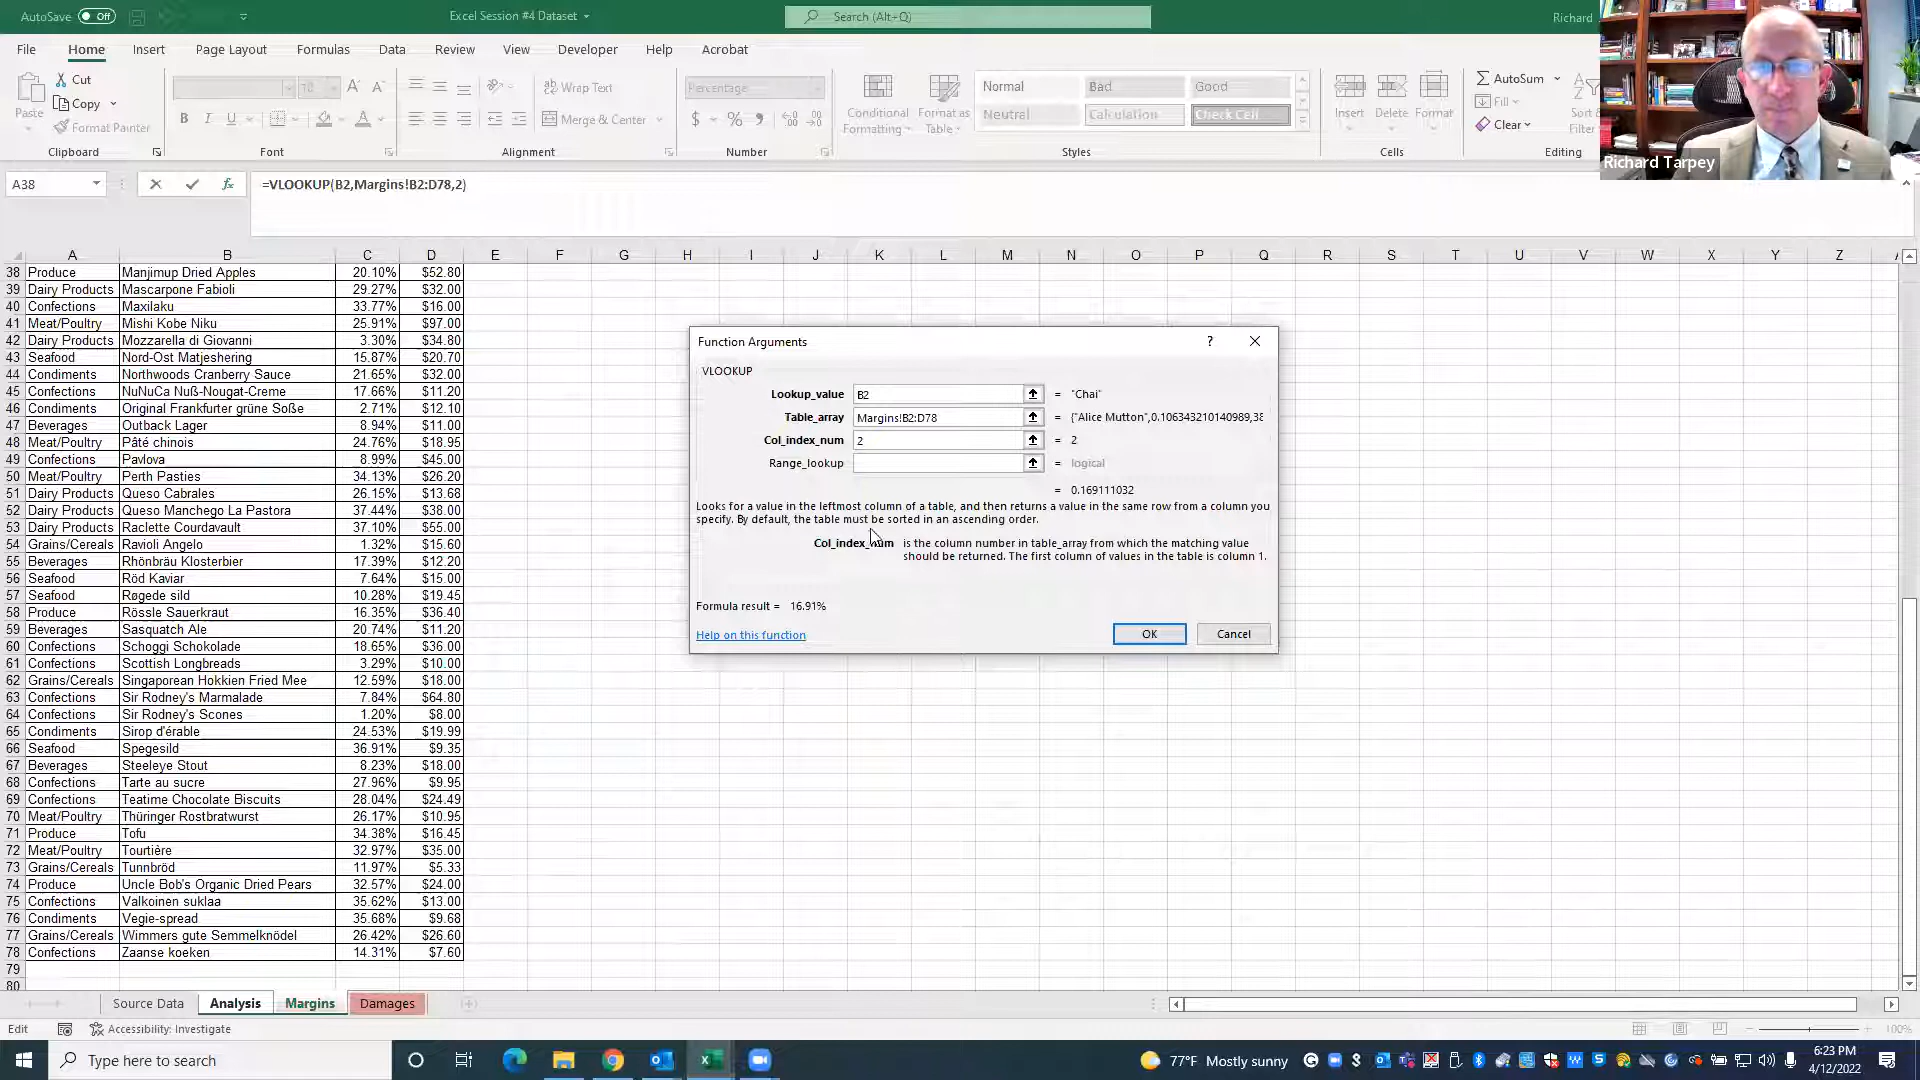 AutoSave Off
Excel Session #4 Dataset
Search (Alt+Q)
Richard
File Home Insert Page Layout Formulas Data Review View Developer Help Acrobat
Paste
Cut
Copy
Format Painter
Clipboard
B I U
A A
Font
Wrap Text
Merge & Center
Alignment
Percentage
$ % 9
Number
Conditional Formatting
Format as Table
Normal Bad Good
Neutral Calculation Check Cell
Styles
Insert Delete Format
Cells
AutoSum
Fill
Clear
Sort
Filter
Editing
Richard Tarpey
A38
fx
=VLOOKUP(B2,Margins!B2:D78,2)
A B C D E F G H I J K L M N O P Q R S T U V W X Y Z
38 Produce Manjimup Dried Apples 20.10% $52.80
39 Dairy Products Mascarpone Fabioli 29.27% $32.00
40 Confections Maxilaku 33.77% $16.00
41 Meat/Poultry Mishi Kobe Niku 25.91% $97.00
42 Dairy Products Mozzarella di Giovanni 3.30% $34.80
43 Seafood Nord-Ost Matjeshering 15.87% $20.70
44 Condiments Northwoods Cranberry Sauce 21.65% $32.00
45 Confections NuNuCa Nuß-Nougat-Creme 17.66% $11.20
46 Condiments Original Frankfurter grüne Soße 2.71% $12.10
47 Beverages Outback Lager 8.94% $11.00
48 Meat/Poultry Pâté chinois 24.76% $18.95
49 Confections Pavlova 8.99% $45.00
50 Meat/Poultry Perth Pasties 34.13% $26.20
51 Dairy Products Queso Cabrales 26.15% $13.68
52 Dairy Products Queso Manchego La Pastora 37.44% $38.00
53 Dairy Products Raclette Courdavault 37.10% $55.00
54 Grains/Cereals Ravioli Angelo 1.32% $15.60
55 Beverages Rhönbräu Klosterbier 17.39% $12.20
56 Seafood Röd Kaviar 7.64% $15.00
57 Seafood Røgede sild 10.28% $19.45
58 Produce Rössle Sauerkraut 16.35% $36.40
59 Beverages Sasquatch Ale 20.74% $11.20
60 Confections Schoggi Schokolade 18.65% $36.00
61 Confections Scottish Longbreads 3.29% $10.00
62 Grains/Cereals Singaporean Hokkien Fried Mee 12.59% $18.00
63 Confections Sir Rodney's Marmalade 7.84% $64.80
64 Confections Sir Rodney's Scones 1.20% $8.00
65 Condiments Sirop d'érable 24.53% $19.99
66 Seafood Spegesild 36.91% $9.35
67 Beverages Steeleye Stout 8.23% $18.00
68 Confections Tarte au sucre 27.96% $9.95
69 Confections Teatime Chocolate Biscuits 28.04% $24.49
70 Meat/Poultry Thüringer Rostbratwurst 26.17% $10.95
71 Produce Tofu 34.38% $16.45
72 Meat/Poultry Tourtière 32.97% $35.00
73 Grains/Cereals Tunnbröd 11.97% $5.33
74 Produce Uncle Bob's Organic Dried Pears 32.57% $24.00
75 Confections Valkoinen suklaa 35.62% $13.00
76 Condiments Vegie-spread 35.68% $9.68
77 Grains/Cereals Wimmers gute Semmelknödel 26.42% $26.60
78 Confections Zaanse koeken 14.31% $7.60
79
80
Function Arguments ?
VLOOKUP
Lookup_value B2 = "Chai"
Table_array Margins!B2:D78 = {"Alice Mutton",0.106343210140989,38
Col_index_num 2 = 2
Range_lookup = logical
= 0.169111032
Looks for a value in the leftmost column of a table, and then returns a value in the same row from a column you
specify. By default, the table must be sorted in an ascending order.
Col_index_num is the column number in table_array from which the matching value
should be returned. The first column of values in the table is column 1.
Formula result = 16.91%
Help on this function
OK Cancel
Source Data Analysis Margins Damages
Edit Accessibility: Investigate
100%
Type here to search
77°F Mostly sunny
6:23 PM
4/12/2022